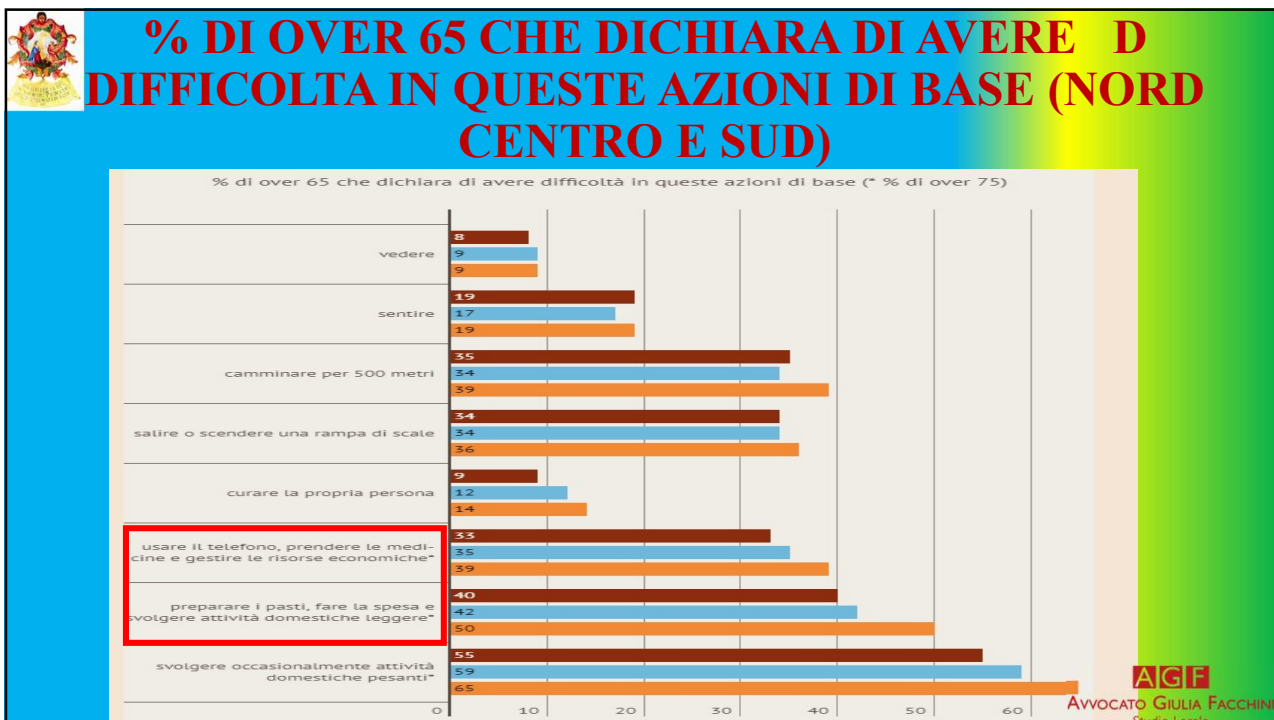 % DI OVER 65 CHE DICHIARA DI AVERE D
DIFFICOLTA IN QUESTE AZIONI DI BASE (NORD
CENTRO E SUD)
% di over 65 che dichiara di avere difficoltà in queste azioni di base (* % di over 75)
vedere
8
9
9
sentire
19
17
19
camminare per 500 metri
35
34
39
salire o scendere una rampa di scale
34
34
36
curare la propria persona
9
12
14
usare il telefono, prendere le medi-
cine e gestire le risorse economiche*
33
35
39
preparare i pasti, fare la spesa e
svolgere attività domestiche leggere*
40
42
50
svolgere occasionalmente attività
domestiche pesanti*
55
59
65
0 10 20 30 40 50 60
AGF
AVVOCATO GIULIA FACCHINI